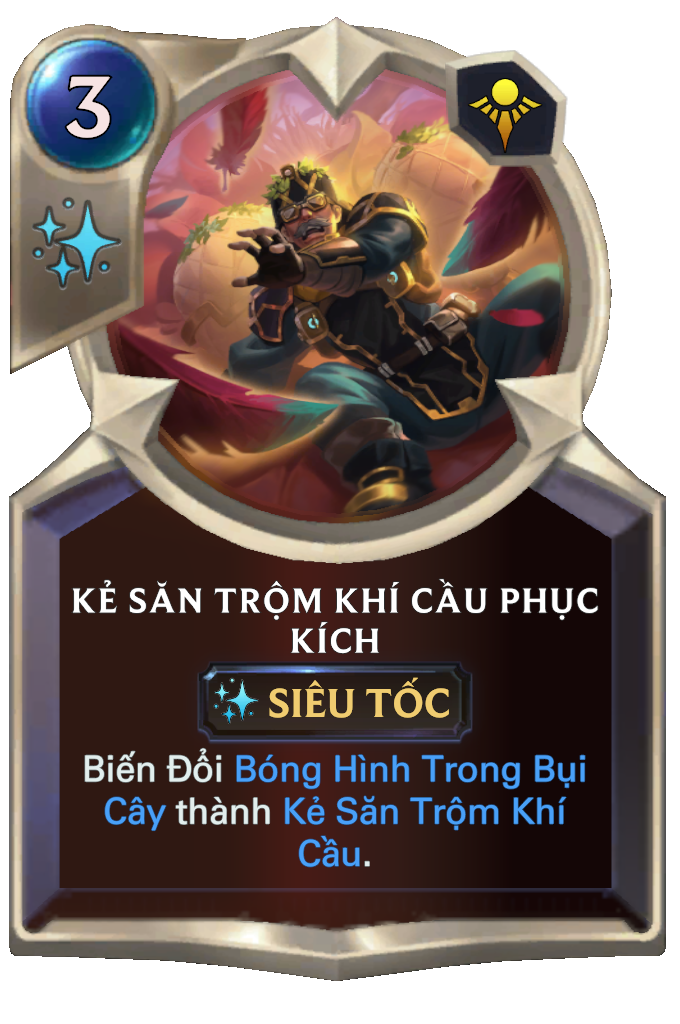 3
KẺ SĂN TRỘM KHÍ CẦU PHỤC
KÍCH
SIÊU TỐC
Biến Đổi Bóng Hình Trong Bụi
Cây thành Kẻ Săn Trộm Khí
Cầu.